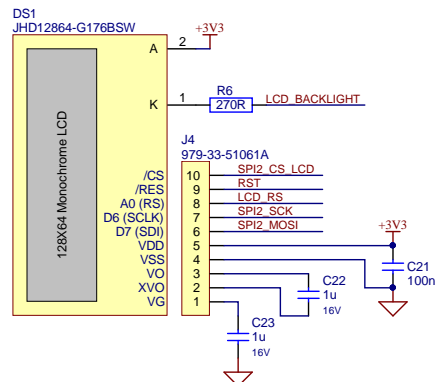 DS1
JHD12864-G176BSW
+3V3
A 2
K 1
R6
270R
LCD_BACKLIGHT
128X64 Monochrome LCD
J4
979-33-51061A
/CS 10 SPI2_CS_LCD
/RES 9 RST
A0 (RS) 8 LCD_RS
D6 (SCLK) 7 SPI2_SCK
D7 (SDI) 6 SPI2_MOSI
VDD 5
VSS 4
VO 3
XVO 2
VG 1
+3V3
C21
100n
C22
1u
16V
C23
1u
16V